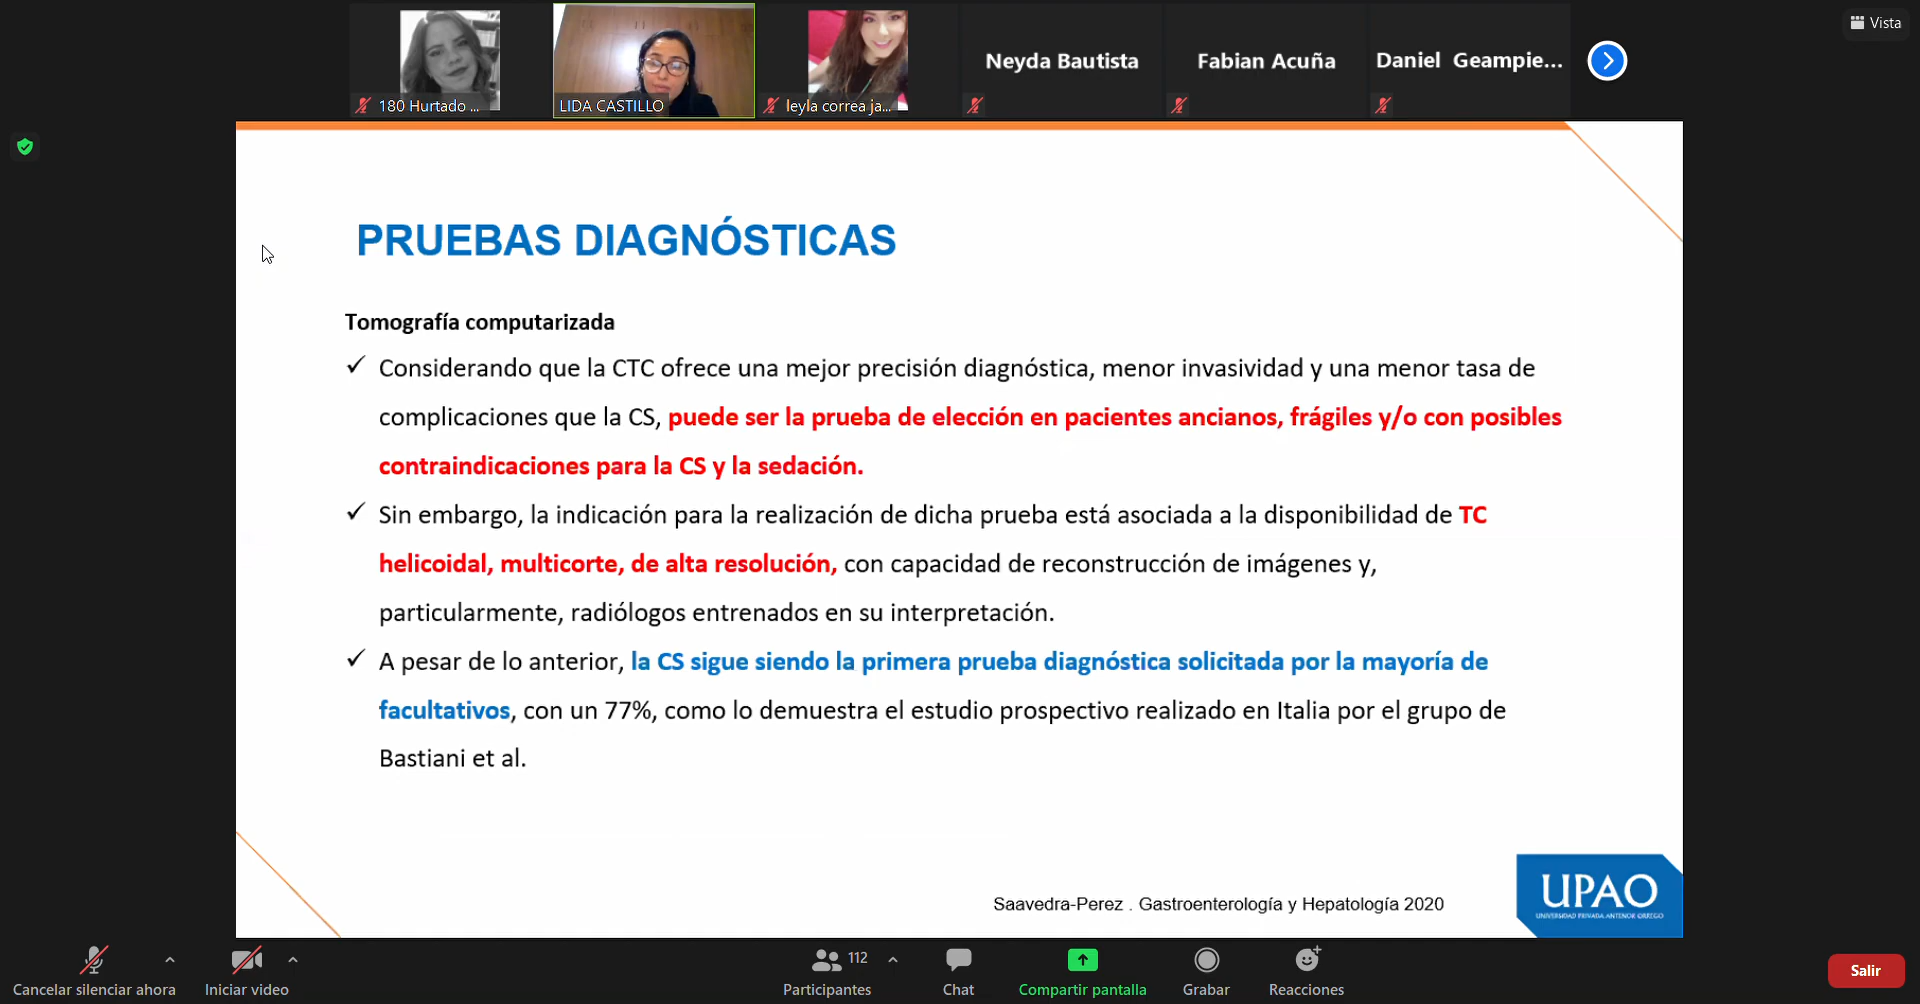 Vista
180 Hurtado ...
LIDA CASTILLO
leyla correa ja...
Neyda Bautista
Fabian Acuña
Daniel Geampie...
PRUEBAS DIAGNÓSTICAS
Tomografía computarizada
✓ Considerando que la CTC ofrece una mejor precisión diagnóstica, menor invasividad y una menor tasa de
complicaciones que la CS, puede ser la prueba de elección en pacientes ancianos, frágiles y/o con posibles
contraindicaciones para la CS y la sedación.
✓ Sin embargo, la indicación para la realización de dicha prueba está asociada a la disponibilidad de TC
helicoidal, multicorte, de alta resolución, con capacidad de reconstrucción de imágenes y,
particularmente, radiólogos entrenados en su interpretación.
✓ A pesar de lo anterior, la CS sigue siendo la primera prueba diagnóstica solicitada por la mayoría de
facultativos, con un 77%, como lo demuestra el estudio prospectivo realizado en Italia por el grupo de
Bastiani et al.
Saavedra-Perez . Gastroenterología y Hepatología 2020
UPAO
UNIVERSIDAD PRIVADA ANTENOR ORREGO
Cancelar silenciar ahora
Iniciar video
112
Participantes
Chat
Compartir pantalla
Grabar
Reacciones
Salir